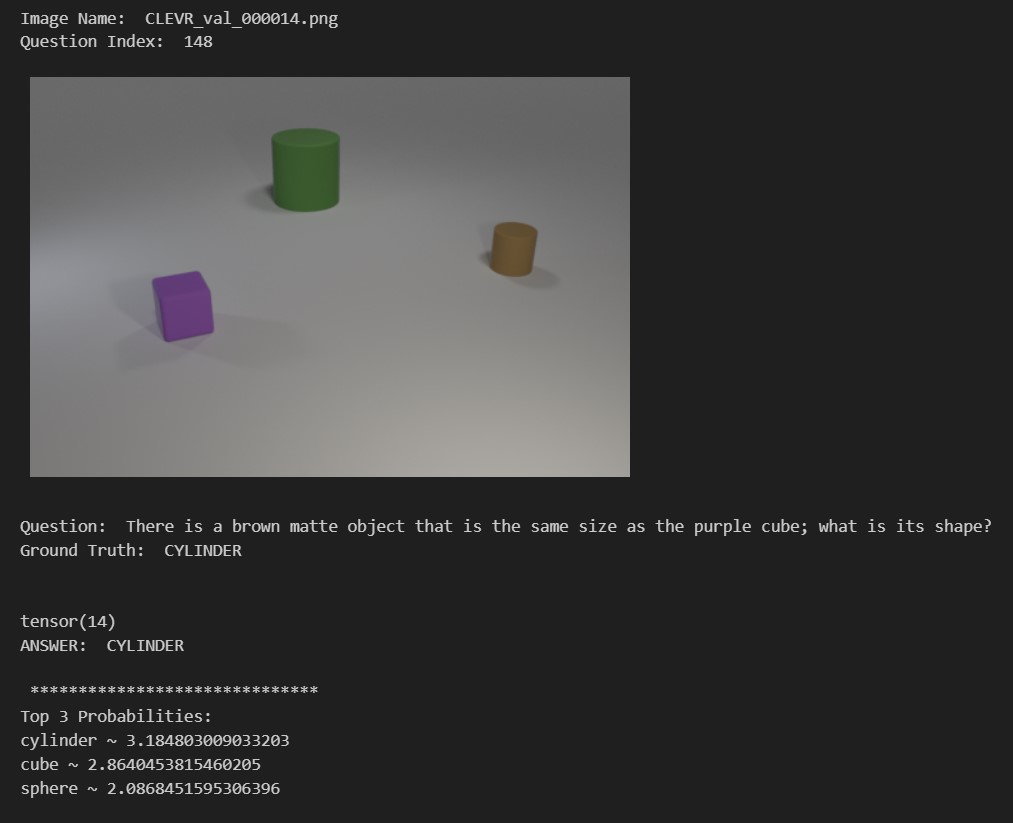 Image Name:  CLEVR_val_000014.png
Question Index:  148
Question:  There is a brown matte object that is the same size as the purple cube; what is its shape?
Ground Truth:  CYLINDER
tensor(14)
ANSWER:  CYLINDER
******************************
Top 3 Probabilities:
cylinder ~ 3.184803009033203
cube ~ 2.8640453815460205
sphere ~ 2.0868451595306396